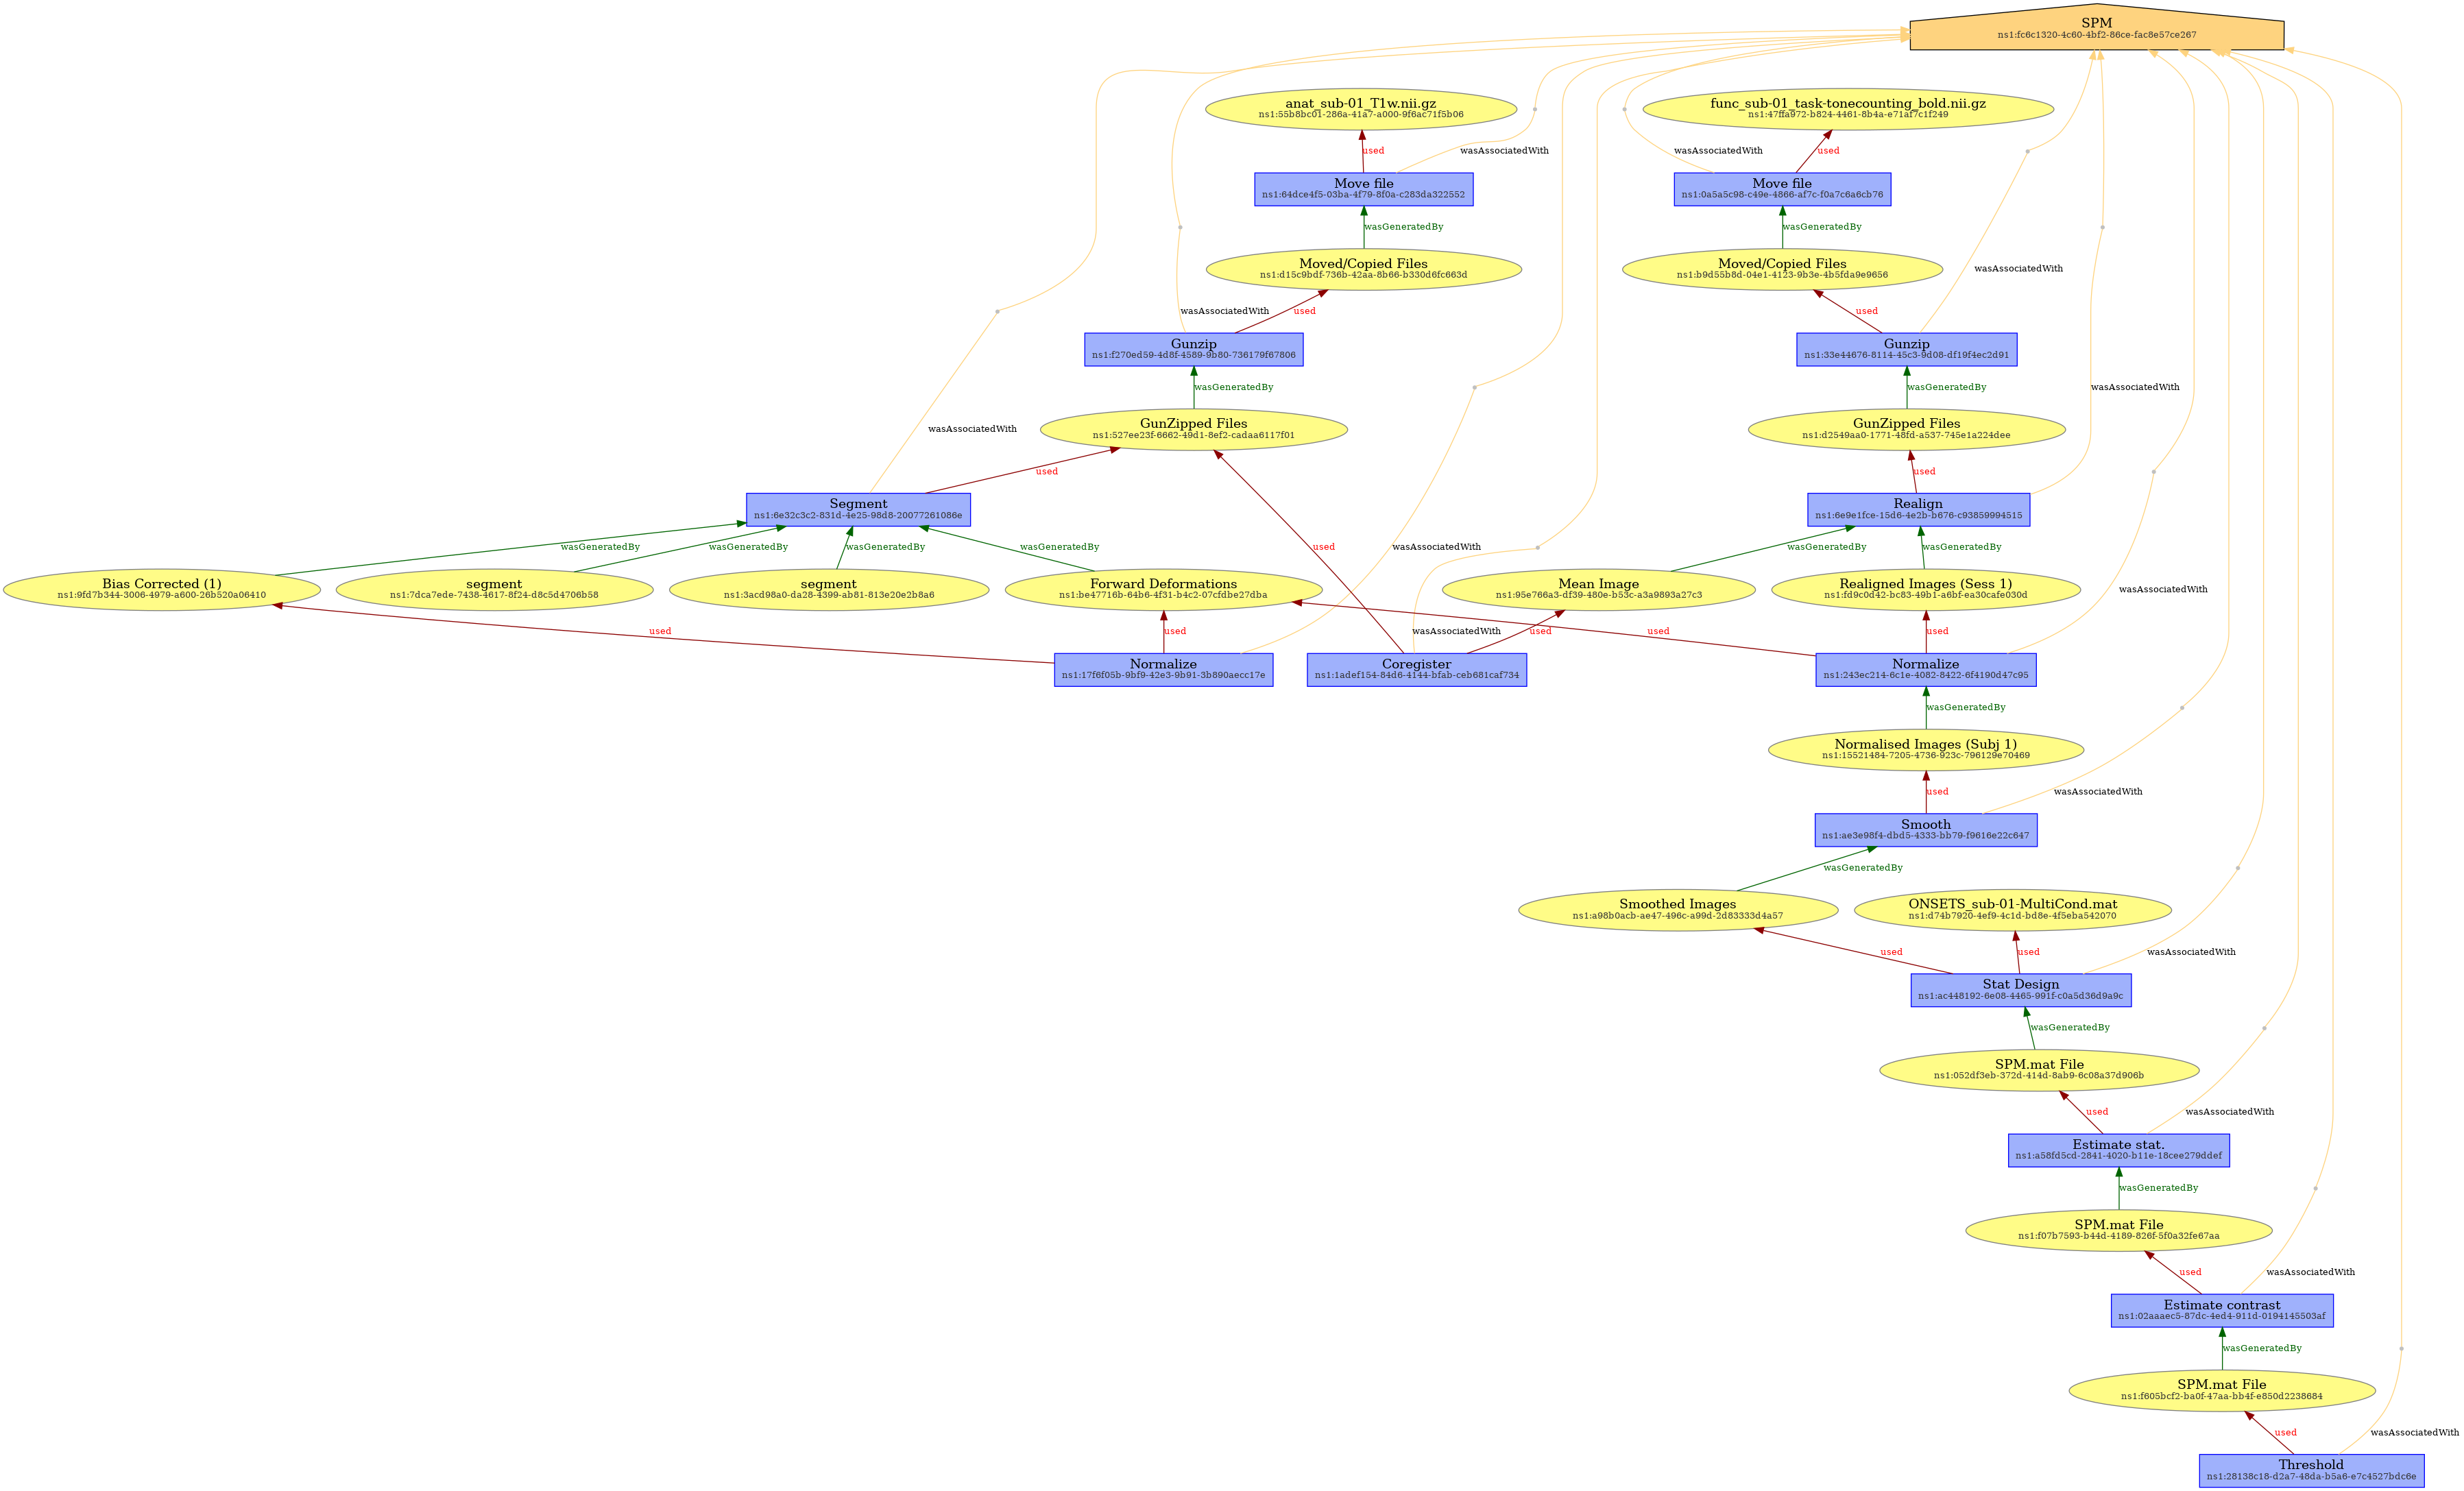 SPM
ns1:fc6c1320-4c60-4bf2-86ce-fac8e57ce267
anat_sub-01_T1w.nii.gz
ns1:55b8bc01-286a-41a7-a000-9f6ac71f5b06
func_sub-01_task-tonecounting_bold.nii.gz
ns1:47ffa972-b824-4461-8b4a-e71af7c1f249
used
wasAssociatedWith
wasAssociatedWith
used
Move file
ns1:64dce4f5-03ba-4f79-8f0a-c283da322552
Move file
ns1:0a5a5c98-c49e-4866-af7c-f0a7c6a6cb76
wasGeneratedBy
wasGeneratedBy
Moved/Copied Files
ns1:d15c9bdf-736b-42aa-8b66-b330d6fc663d
Moved/Copied Files
ns1:b9d55b8d-04e1-4123-9b3e-4b5fda9e9656
wasAssociatedWith
wasAssociatedWith
used
used
Gunzip
ns1:f270ed59-4d8f-4589-9b80-736179f67806
Gunzip
ns1:33e44676-8114-45c3-9d08-df19f4ec2d91
wasGeneratedBy
wasGeneratedBy
wasAssociatedWith
GunZipped Files
ns1:527ee23f-6662-49d1-8ef2-cadaa6117f01
GunZipped Files
ns1:d2549aa0-1771-48fd-a537-745e1a224dee
wasAssociatedWith
used
used
Segment
ns1:6e32c3c2-831d-4e25-98d8-20077261086e
Realign
ns1:6e9e1fce-15d6-4e2b-b676-c93859994515
wasGeneratedBy
wasGeneratedBy
wasGeneratedBy
wasGeneratedBy
used
wasAssociatedWith
wasGeneratedBy
wasGeneratedBy
Bias Corrected (1)
ns1:9fd7b344-3006-4979-a600-26b520a06410
segment
ns1:7dca7ede-7438-4617-8f24-d8c5d4706b58
segment
ns1:3acd98a0-da28-4399-ab81-813e20e2b8a6
Forward Deformations
ns1:be47716b-64b6-4f31-b4c2-07cfdbe27dba
Mean Image
ns1:95e766a3-df39-480e-b53c-a3a9893a27c3
Realigned Images (Sess 1)
ns1:fd9c0d42-bc83-49b1-a6bf-ea30cafe030d
wasAssociatedWith
used
used
wasAssociatedWith
used
used
used
Normalize
ns1:17f6f05b-9bf9-42e3-9b91-3b890aecc17e
Coregister
ns1:1adef154-84d6-4144-bfab-ceb681caf734
Normalize
ns1:243ec214-6c1e-4082-8422-6f4190d47c95
wasGeneratedBy
Normalised Images (Subj 1)
ns1:15521484-7205-4736-923c-796129e70469
used
wasAssociatedWith
Smooth
ns1:ae3e98f4-dbd5-4333-bb79-f9616e22c647
wasGeneratedBy
Smoothed Images
ns1:a98b0acb-ae47-496c-a99d-2d83333d4a57
ONSETS_sub-01-MultiCond.mat
ns1:d74b7920-4ef9-4c1d-bd8e-4f5eba542070
used
used
wasAssociatedWith
Stat Design
ns1:ac448192-6e08-4465-991f-c0a5d36d9a9c
wasGeneratedBy
SPM.mat File
ns1:052df3eb-372d-414d-8ab9-6c08a37d906b
used
wasAssociatedWith
Estimate stat.
ns1:a58fd5cd-2841-4020-b11e-18cee279ddef
wasGeneratedBy
SPM.mat File
ns1:f07b7593-b44d-4189-826f-5f0a32fe67aa
used
wasAssociatedWith
Estimate contrast
ns1:02aaaec5-87dc-4ed4-911d-0194145503af
wasGeneratedBy
SPM.mat File
ns1:f605bcf2-ba0f-47aa-bb4f-e850d2238684
used
wasAssociatedWith
Threshold
ns1:28138c18-d2a7-48da-b5a6-e7c4527bdc6e